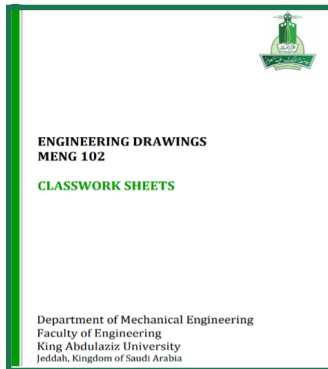 ENGINEERING DRAWINGS
MENG 102
CLASSWORK SHEETS
Department of Mechanical Engineering
Faculty of Engineering
King Abdulaziz University
Jeddah, Kingdom of Saudi Arabia